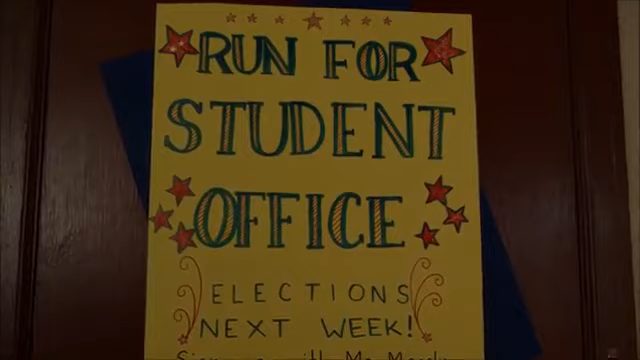 RUN FOR
STUDENT
OFFICE
ELECTIONS
NEXT WEEK!